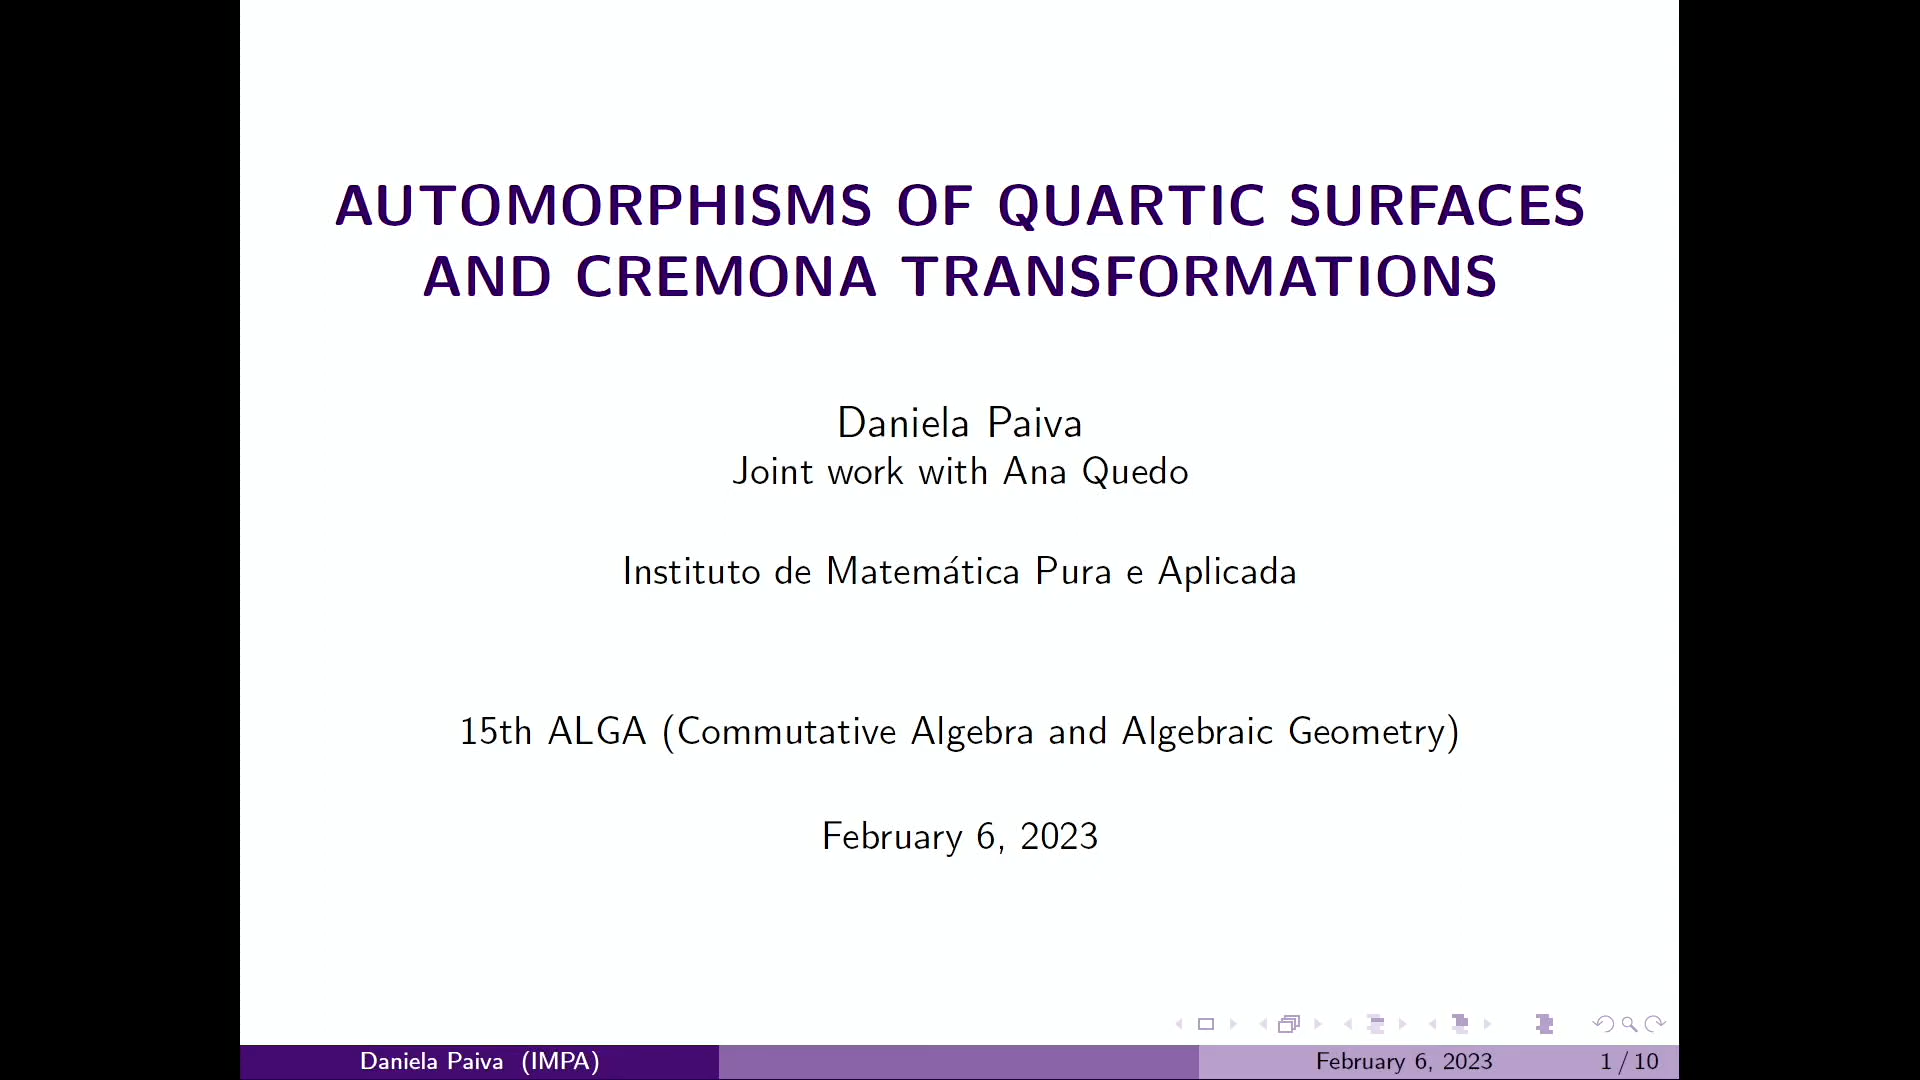 AUTOMORPHISMS OF QUARTIC SURFACES
AND CREMONA TRANSFORMATIONS
Daniela Paiva
Joint work with Ana Quedo
Instituto de Matemática Pura e Aplicada
15th ALGA (Commutative Algebra and Algebraic Geometry)
February 6, 2023
Daniela Paiva (IMPA) February 6, 2023 1 / 10